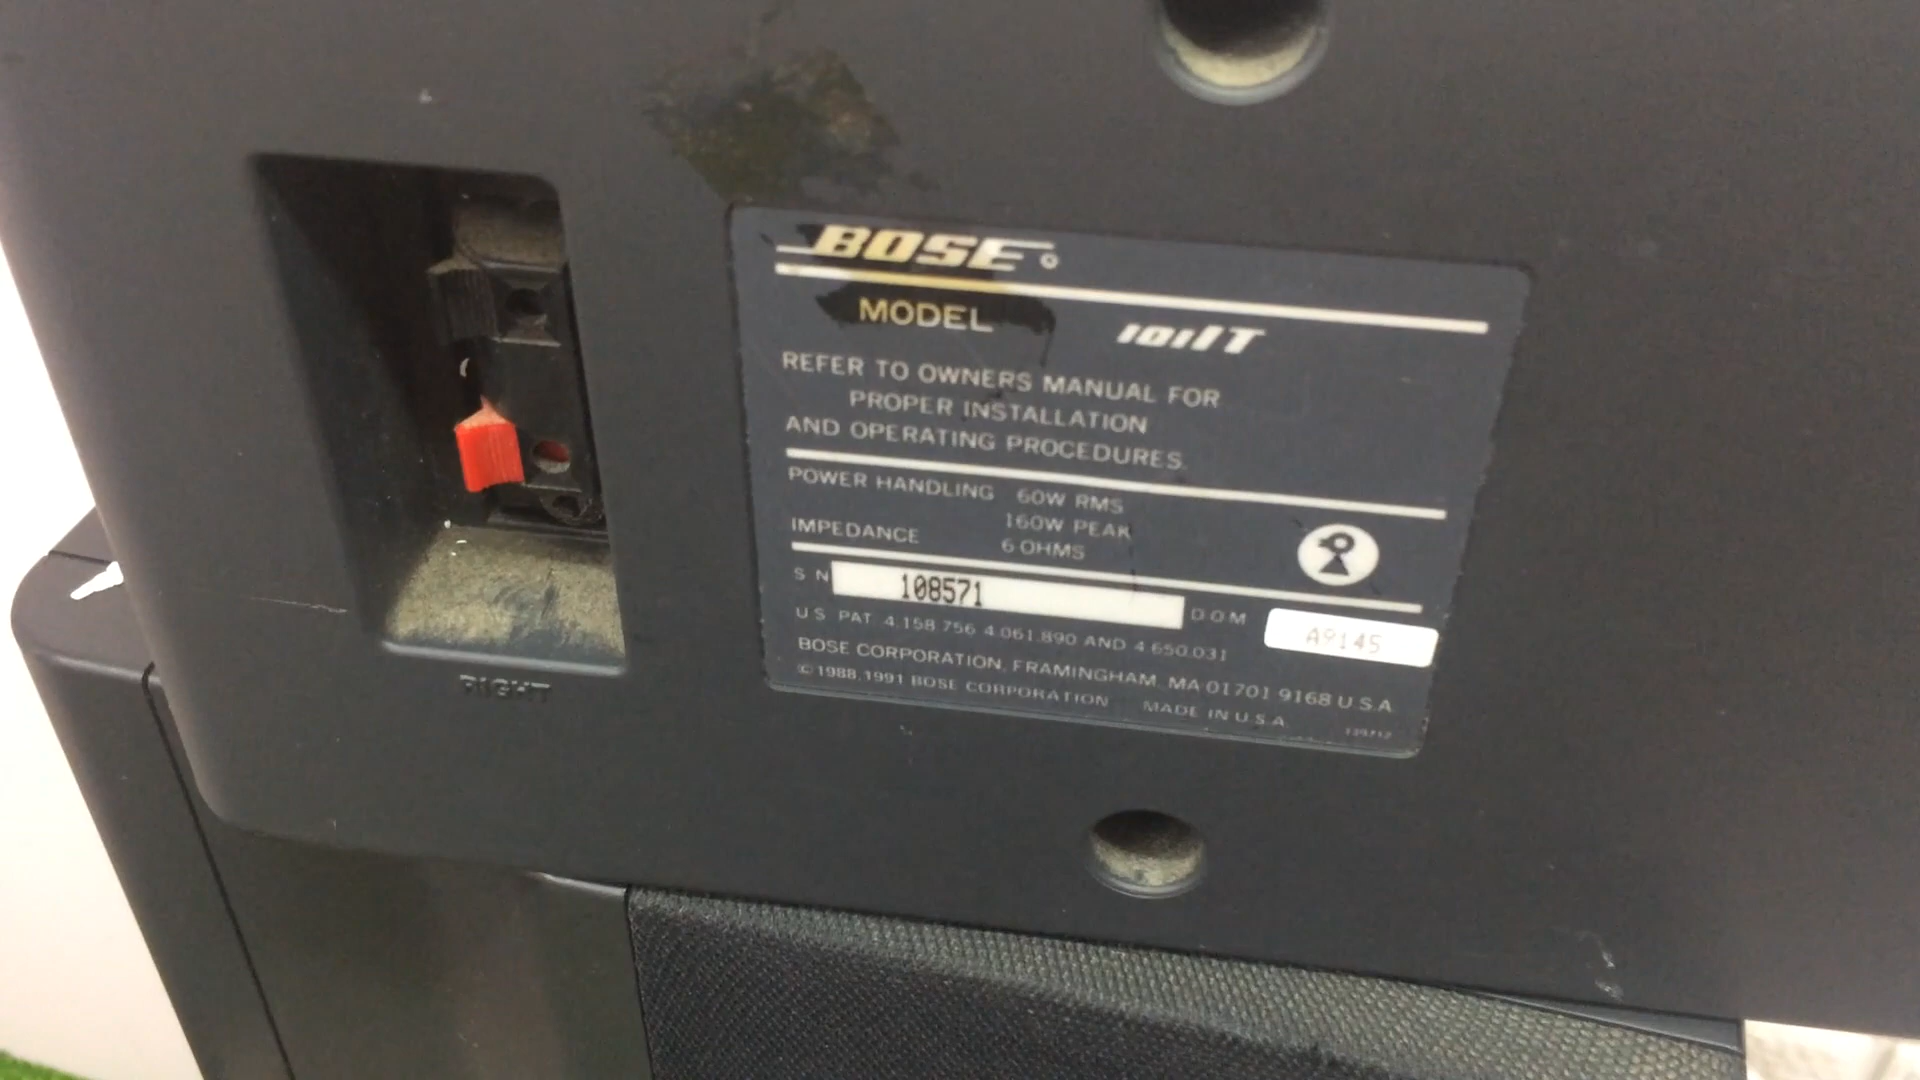 BOSE
MODEL 101IT
REFER TO OWNERS MANUAL FOR
PROPER INSTALLATION
AND OPERATING PROCEDURES.
POWER HANDLING 60W RMS
160W PEAK
IMPEDANCE 6 OHMS
S N 108571 D.O.M A9145
U S PAT. 4.158.756 4.061.890 AND 4.650.031
BOSE CORPORATION, FRAMINGHAM, MA 01701 9168 U.S.A
©1988,1991 BOSE CORPORATION MADE IN U.S.A.
RIGHT